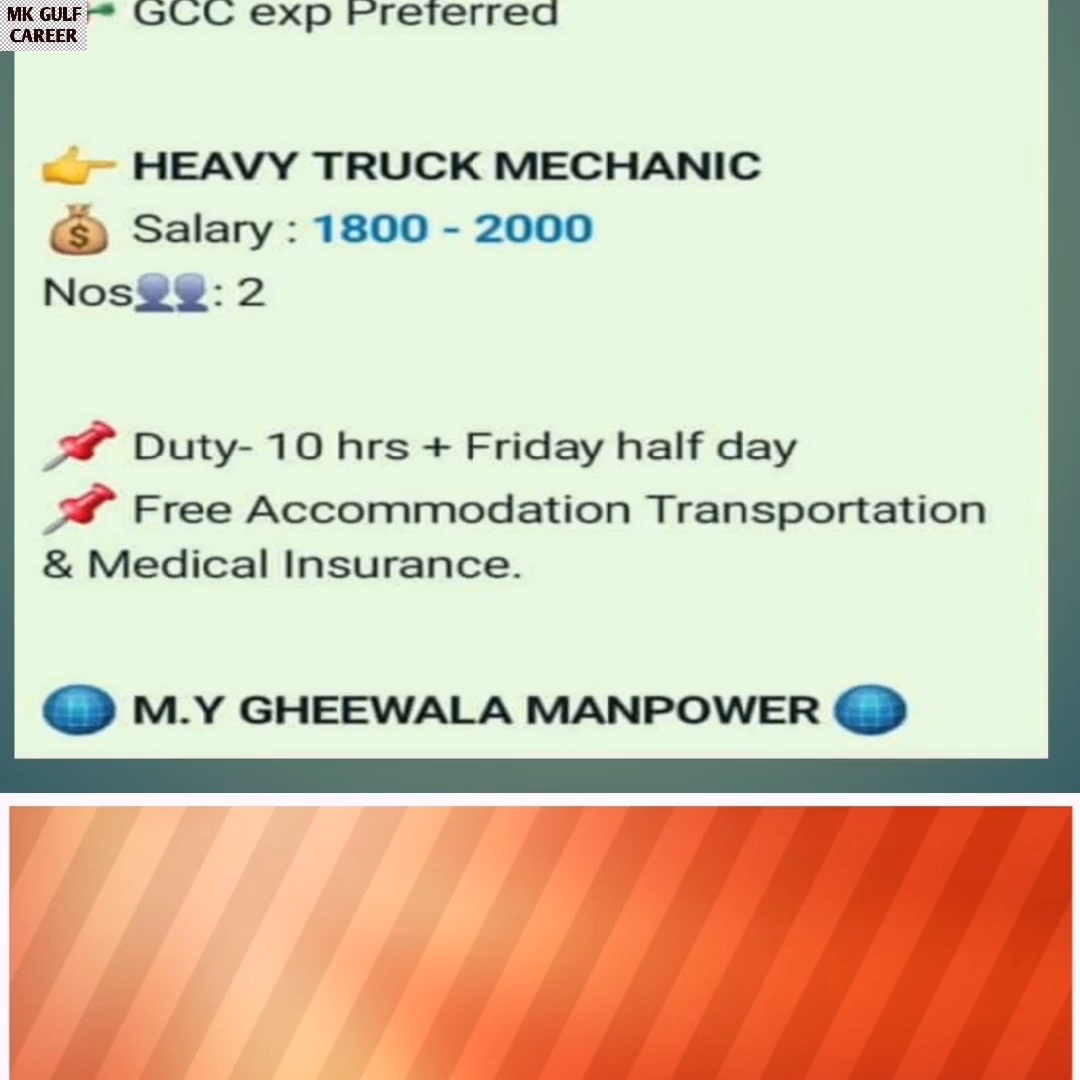 MK GULF
CAREER
GCC exp Preferred
👉 HEAVY TRUCK MECHANIC
💰 Salary : 1800 - 2000
Nos👥: 2
📌 Duty- 10 hrs + Friday half day
📌 Free Accommodation Transportation
& Medical Insurance.
🌐 M.Y GHEEWALA MANPOWER 🌐